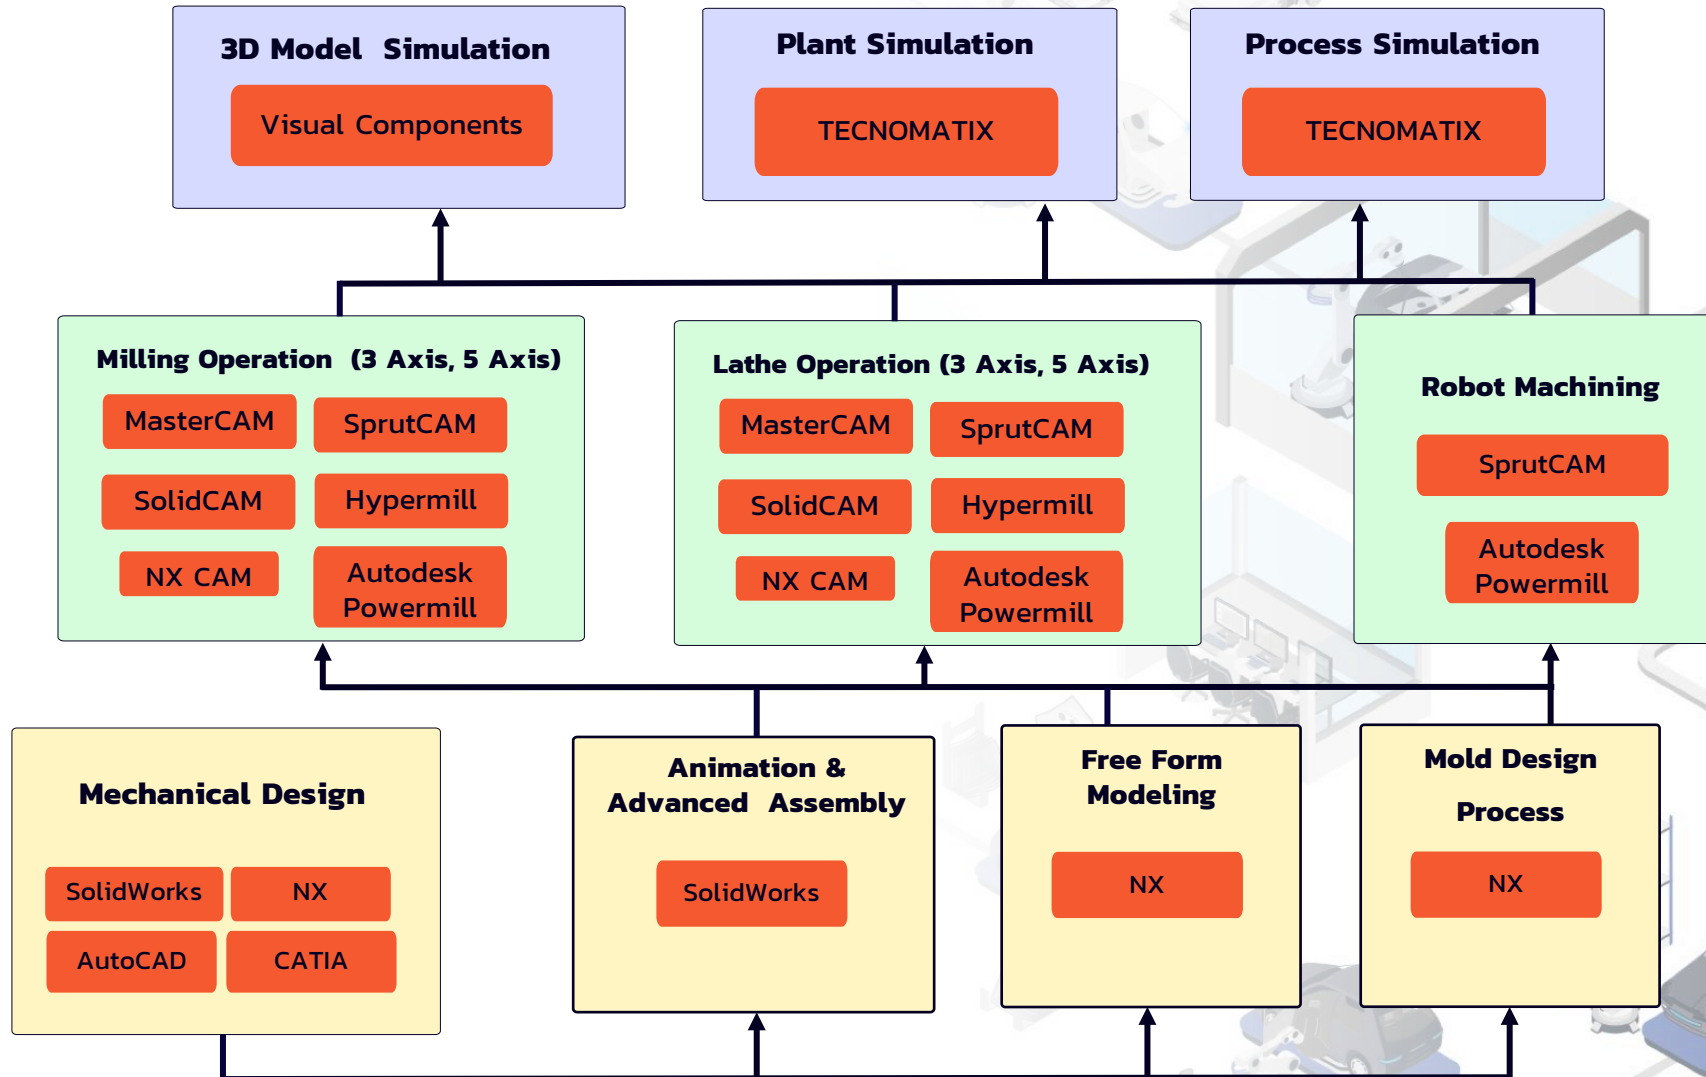 3D Model  Simulation
Visual Components
Plant Simulation
TECNOMATIX
Process Simulation
TECNOMATIX
Milling Operation  (3 Axis, 5 Axis)
MasterCAM
SprutCAM
SolidCAM
Hypermill
NX CAM
Autodesk
Powermill
Lathe Operation (3 Axis, 5 Axis)
MasterCAM
SprutCAM
SolidCAM
Hypermill
NX CAM
Autodesk
Powermill
Robot Machining
SprutCAM
Autodesk
Powermill
Mechanical Design
SolidWorks
NX
AutoCAD
CATIA
Animation &
Advanced  Assembly
SolidWorks
Free Form
Modeling
NX
Mold Design
Process
NX